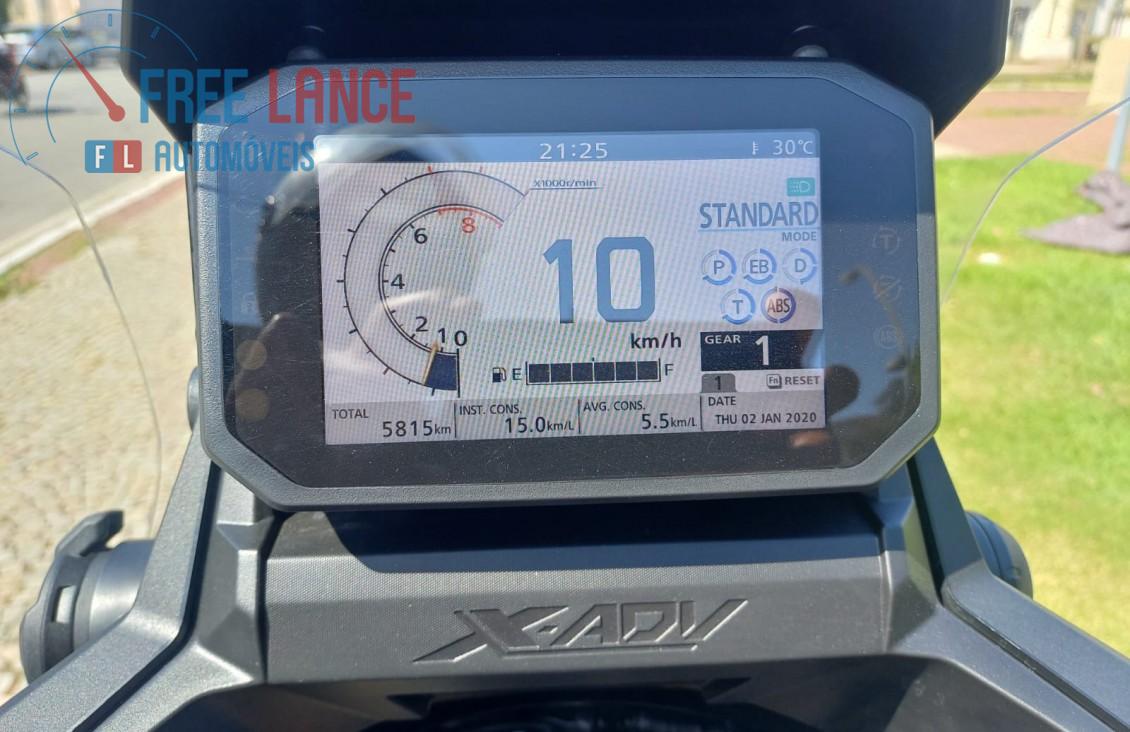 FREE LANCE
FL AUTOMÓVEIS
21:25 30°C
X1000r/min
STANDARD
MODE
8
6
4
2
1 0
10
km/h
P EB D
T ABS
GEAR 1
E F
1 Fn RESET
TOTAL
5815km
INST. CONS.
15.0km/L
AVG. CONS.
5.5km/L
DATE
THU 02 JAN 2020
X-ADV